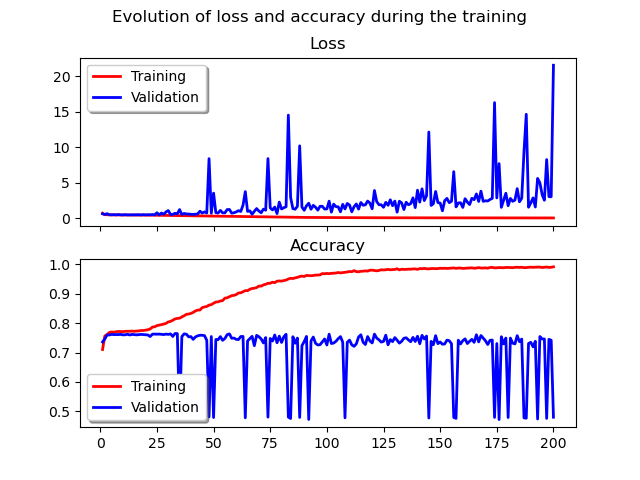 Evolution of loss and accuracy during the training
Loss
20
15
10
5
0
Training
Validation
Accuracy
1.0
0.9
0.8
0.7
0.6
0.5
Training
Validation
0 25 50 75 100 125 150 175 200